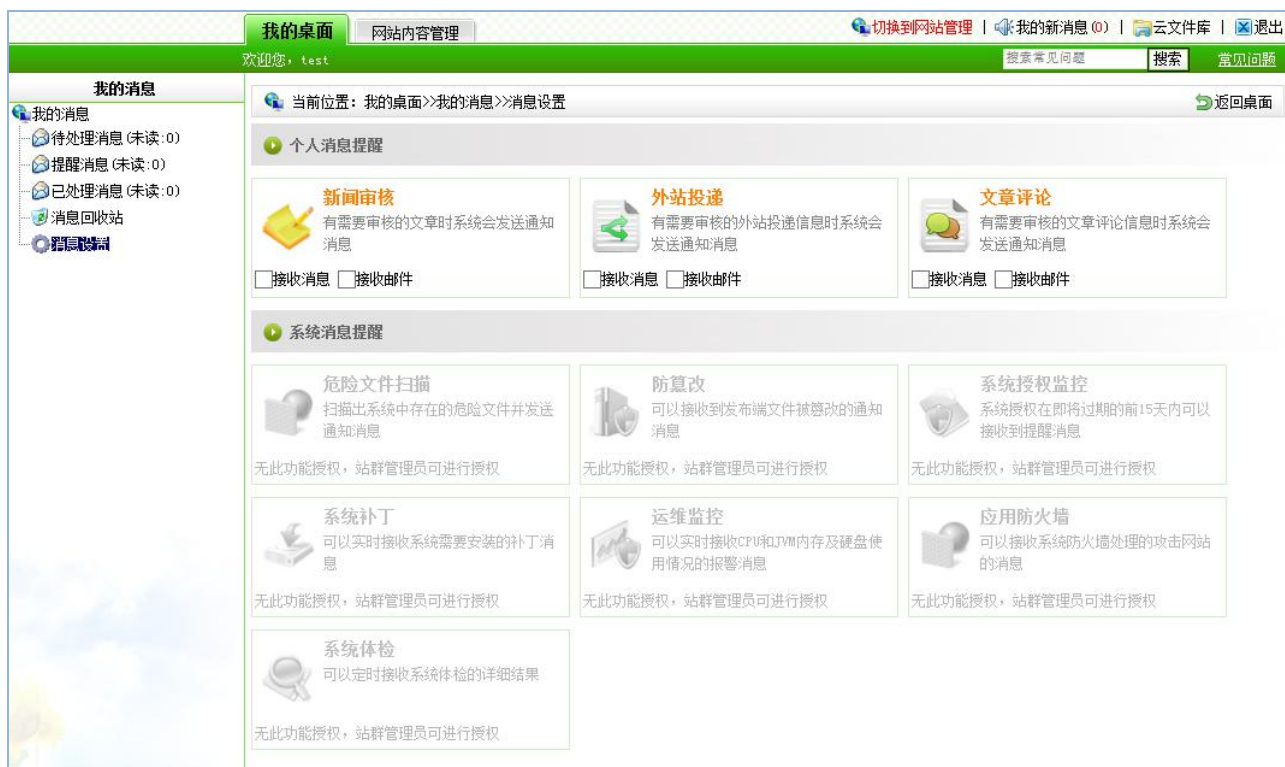 我的桌面 网站内容管理 切换到网站管理 | 我的新消息(0) | 云文件库 | 退出
欢迎您，test 搜索常见问题 搜索 常见问题
我的消息
我的消息
待处理消息(未读:0)
提醒消息(未读:0)
已处理消息(未读:0)
消息回收站
消息设置
当前位置：我的桌面>>我的消息>>消息设置 返回桌面
个人消息提醒
新闻审核
有需要审核的文章时系统会发送通知
消息
接收消息 接收邮件
外站投递
有需要审核的外站投递信息时系统会
发送通知消息
接收消息 接收邮件
文章评论
有需要审核的文章评论信息时系统会
发送通知消息
接收消息 接收邮件
系统消息提醒
危险文件扫描
扫描出系统中存在的危险文件并发送
通知消息
无此功能授权，站群管理员可进行授权
防篡改
可以接收到发布端文件被篡改的通知
消息
无此功能授权，站群管理员可进行授权
系统授权监控
系统授权在即将过期的前15天内可以
接收到提醒消息
无此功能授权，站群管理员可进行授权
系统补丁
可以实时接收系统需要安装的补丁消
息
无此功能授权，站群管理员可进行授权
运维监控
可以实时接收CPU和JVM内存及硬盘使
用情况的报警消息
无此功能授权，站群管理员可进行授权
应用防火墙
可以接收系统防火墙处理的攻击网站
的消息
无此功能授权，站群管理员可进行授权
系统体检
可以定时接收系统体检的详细结果
无此功能授权，站群管理员可进行授权